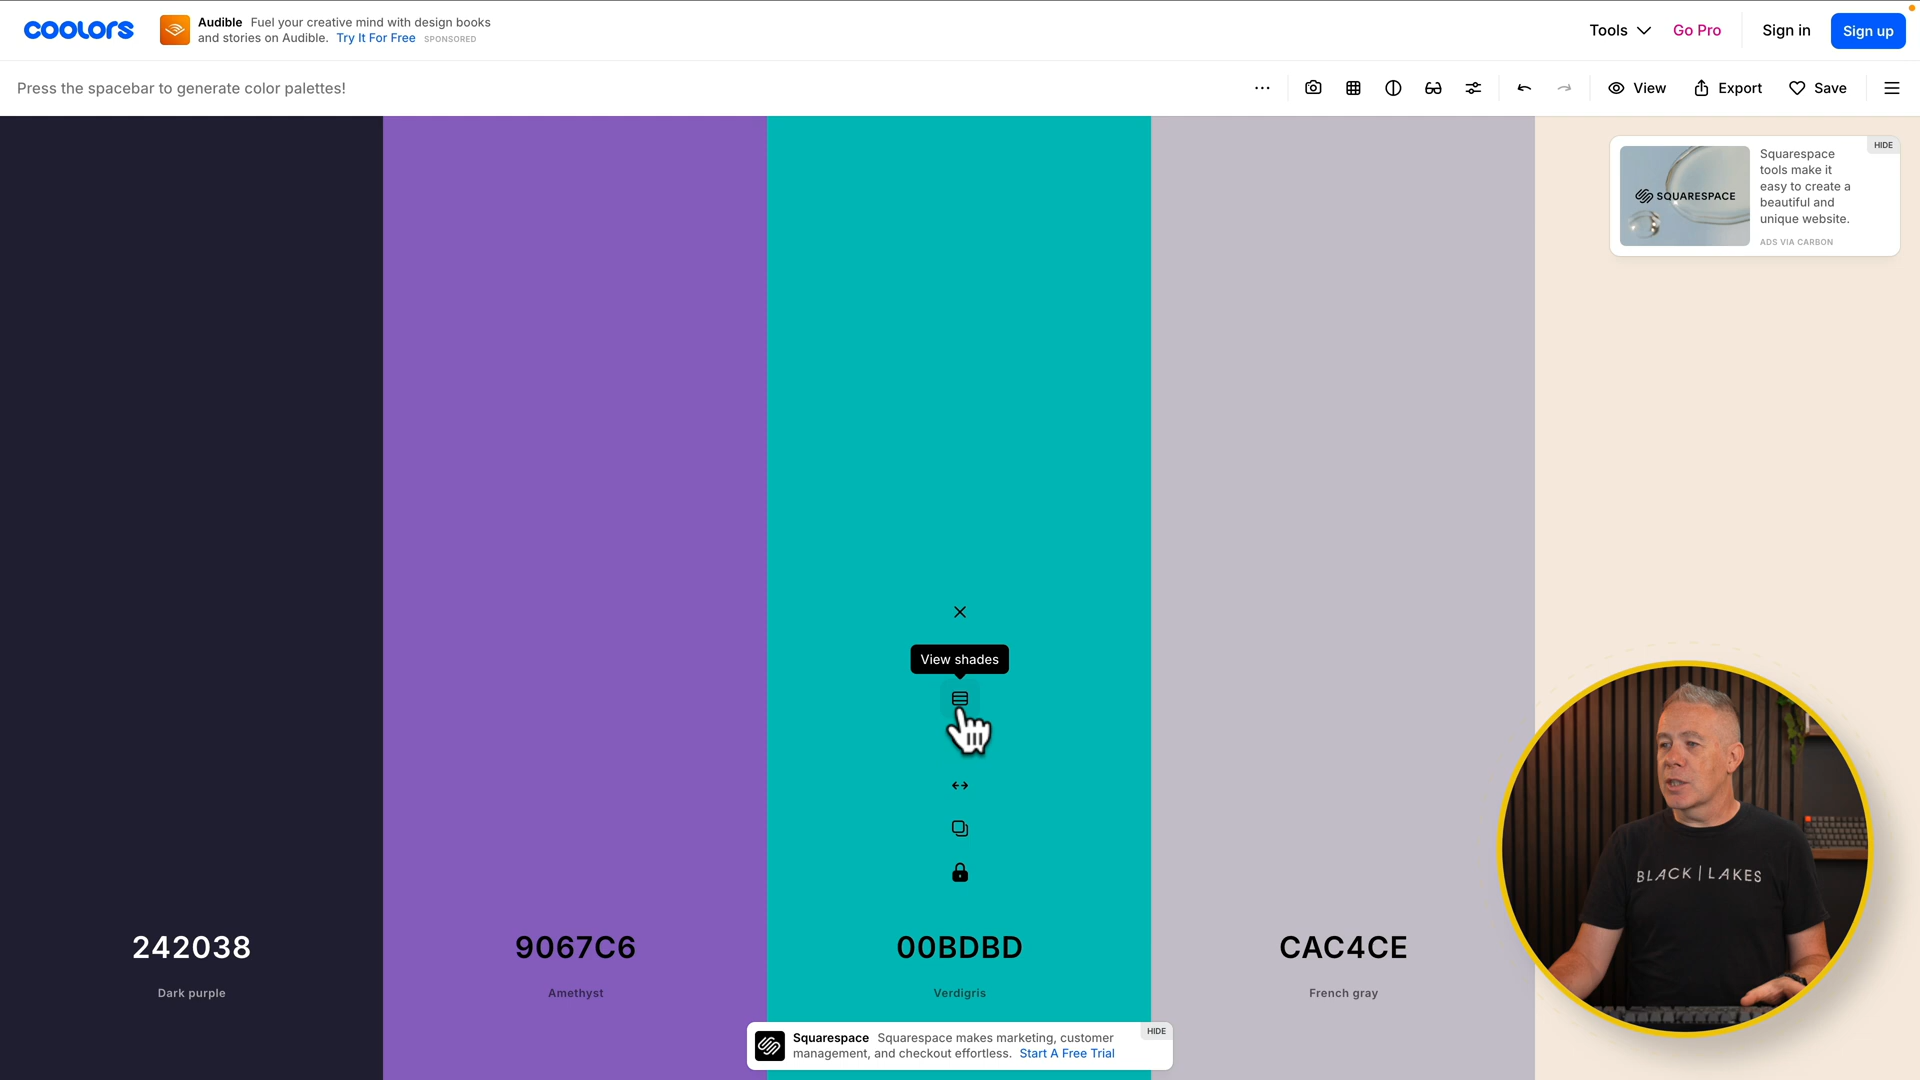 coolors
Audible Fuel your creative mind with design books
and stories on Audible. Try It For Free SPONSORED
Tools
Go Pro
Sign in
Sign up
Press the spacebar to generate color palettes!
View
Export
Save
HIDE
Squarespace
tools make it
easy to create a
beautiful and
unique website.
SQUARESPACE
ADS VIA CARBON
View shades
BLACK | LAKES
242038
9067C6
00BDBD
CAC4CE
Dark purple
Amethyst
Verdigris
French gray
Squarespace Squarespace makes marketing, customer
management, and checkout effortless. Start A Free Trial
HIDE